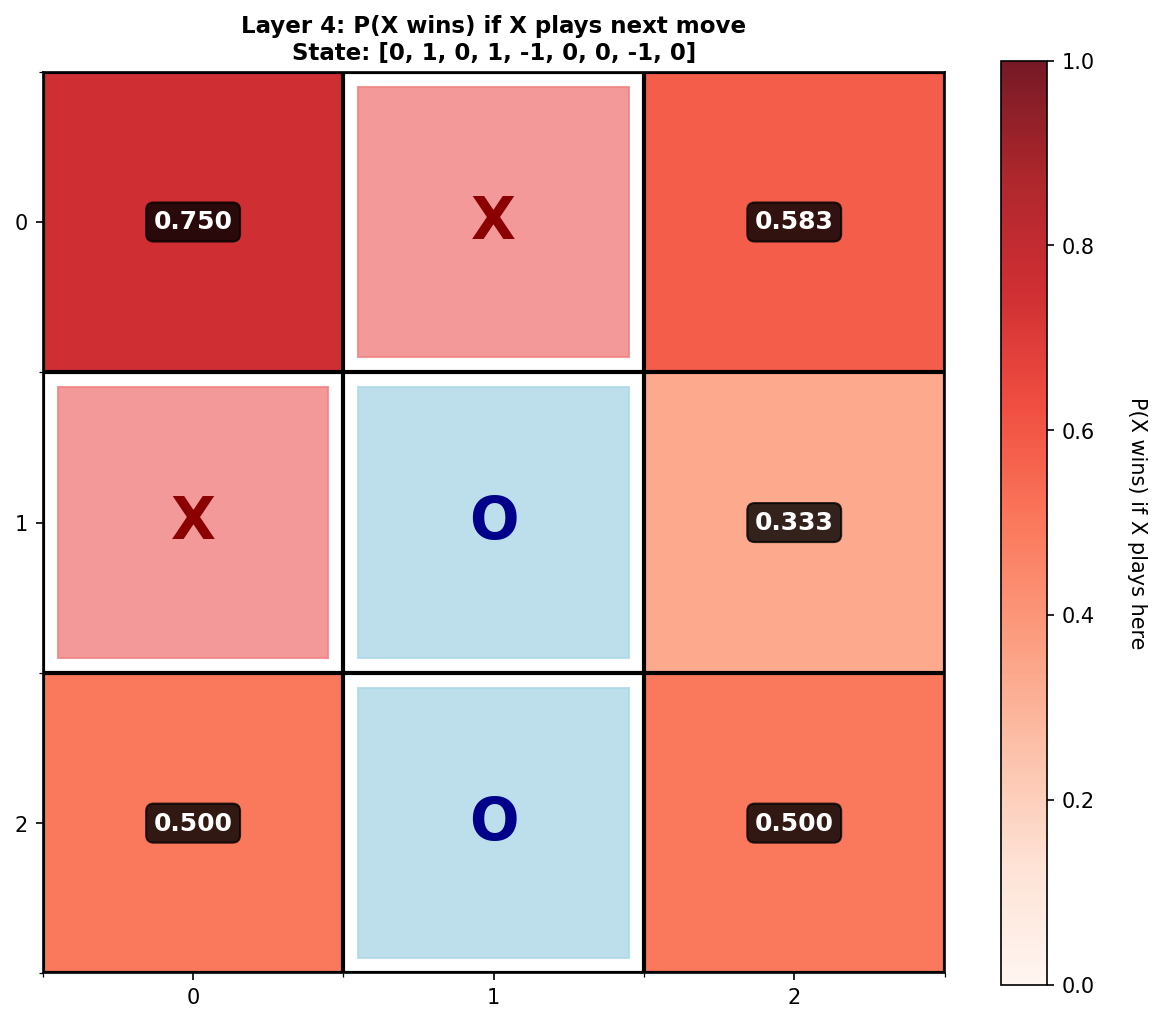 Layer 4: P(X wins) if X plays next move
State: [0, 1, 0, 1, -1, 0, 0, -1, 0]
0
0.750
X
0.583
1
X
O
0.333
2
0.500
O
0.500
0
1
2
1.0
0.8
0.6
0.4
0.2
0.0
P(X wins) if X plays here